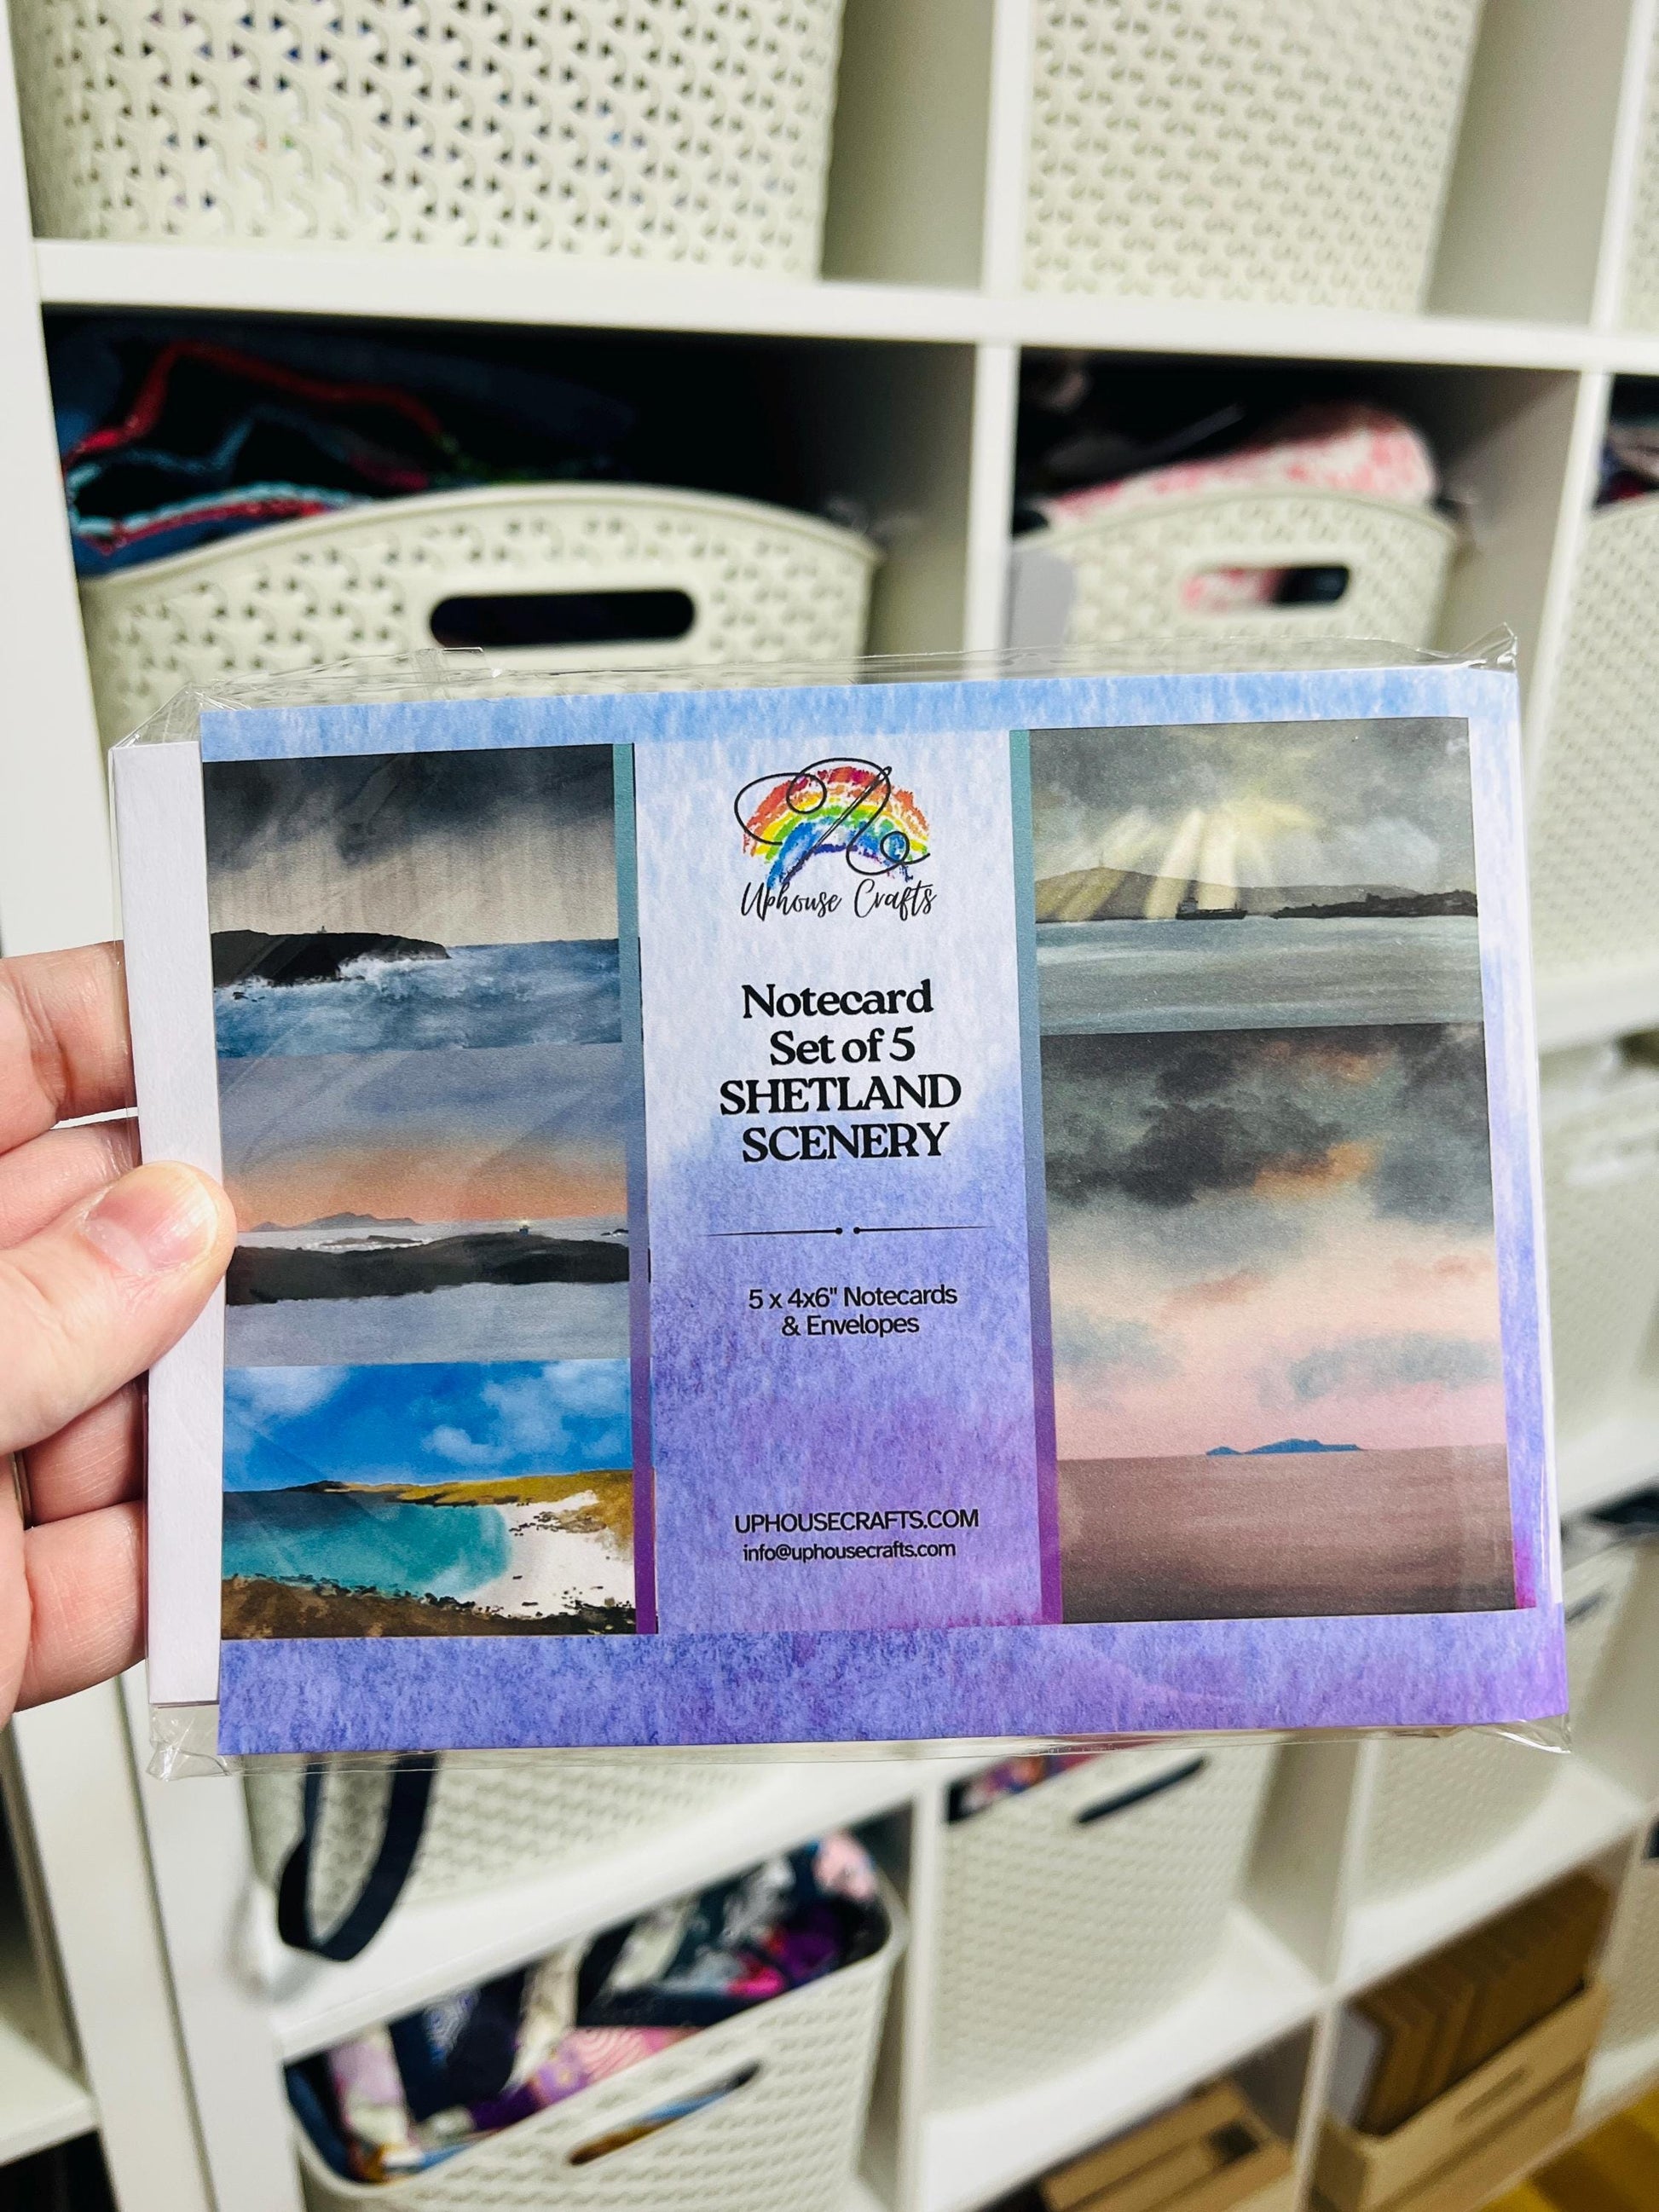 Uphouse Crafts
Notecard
Set of 5
SHETLAND
SCENERY
5 x 4x6" Notecards
& Envelopes
UPHOUSECRAFTS.COM
info@uphousecrafts.com